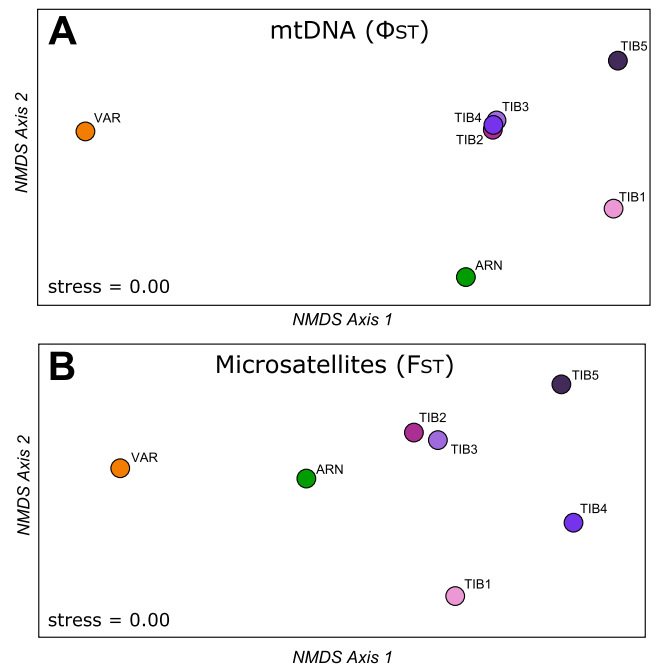 A
mtDNA (ΦST)
TIB5
TIB3
VAR
TIB4
TIB2
TIB1
ARN
stress = 0.00
NMDS Axis 2
NMDS Axis 1
B
Microsatellites (FST)
TIB5
TIB2
TIB3
VAR
ARN
TIB4
TIB1
stress = 0.00
NMDS Axis 2
NMDS Axis 1